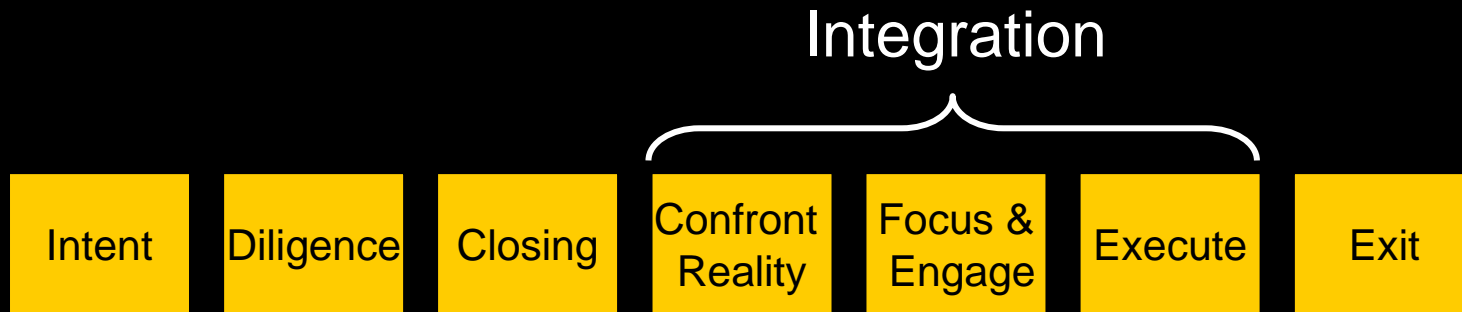 Integration
Intent
Diligence
Closing
Confront
Reality
Focus &
Engage
Execute
Exit